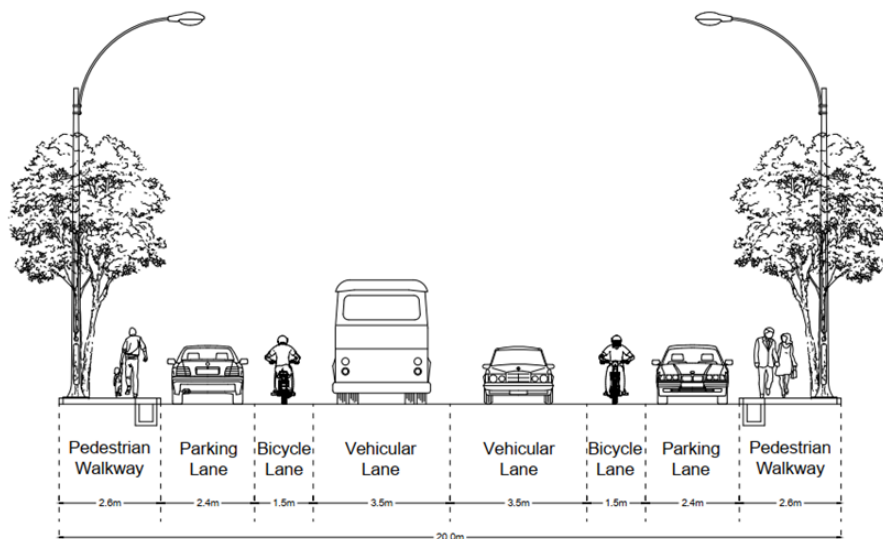 Pedestrian Walkway
Parking Lane
Bicycle Lane
Vehicular Lane
Vehicular Lane
Bicycle Lane
Parking Lane
Pedestrian Walkway
2.6m
2.4m
1.5m
3.5m
3.5m
1.5m
2.4m
2.6m
20.0m